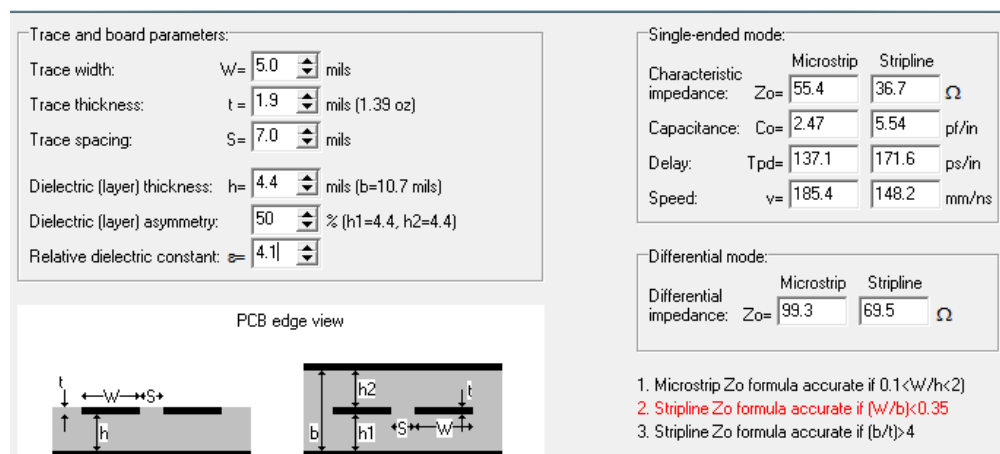 Trace and board parameters:
Trace width: W= 5.0 mils
Trace thickness: t = 1.9 mils (1.39 oz)
Trace spacing: S= 7.0 mils
Dielectric (layer) thickness: h= 4.4 mils (b=10.7 mils)
Dielectric (layer) asymmetry: 50 % (h1=4.4, h2=4.4)
Relative dielectric constant: ε= 4.1
PCB edge view
t W S h
b h2 h1 S W t
Single-ended mode:
Microstrip Stripline
Characteristic
impedance: Zo= 55.4 36.7 Ω
Capacitance: Co= 2.47 5.54 pf/in
Delay: Tpd= 137.1 171.6 ps/in
Speed: v= 185.4 148.2 mm/ns
Differential mode:
Microstrip Stripline
Differential
impedance: Zo= 99.3 69.5 Ω
1. Microstrip Zo formula accurate if 0.1<W/h<2)
2. Stripline Zo formula accurate if (W/b)<0.35
3. Stripline Zo formula accurate if (b/t)>4